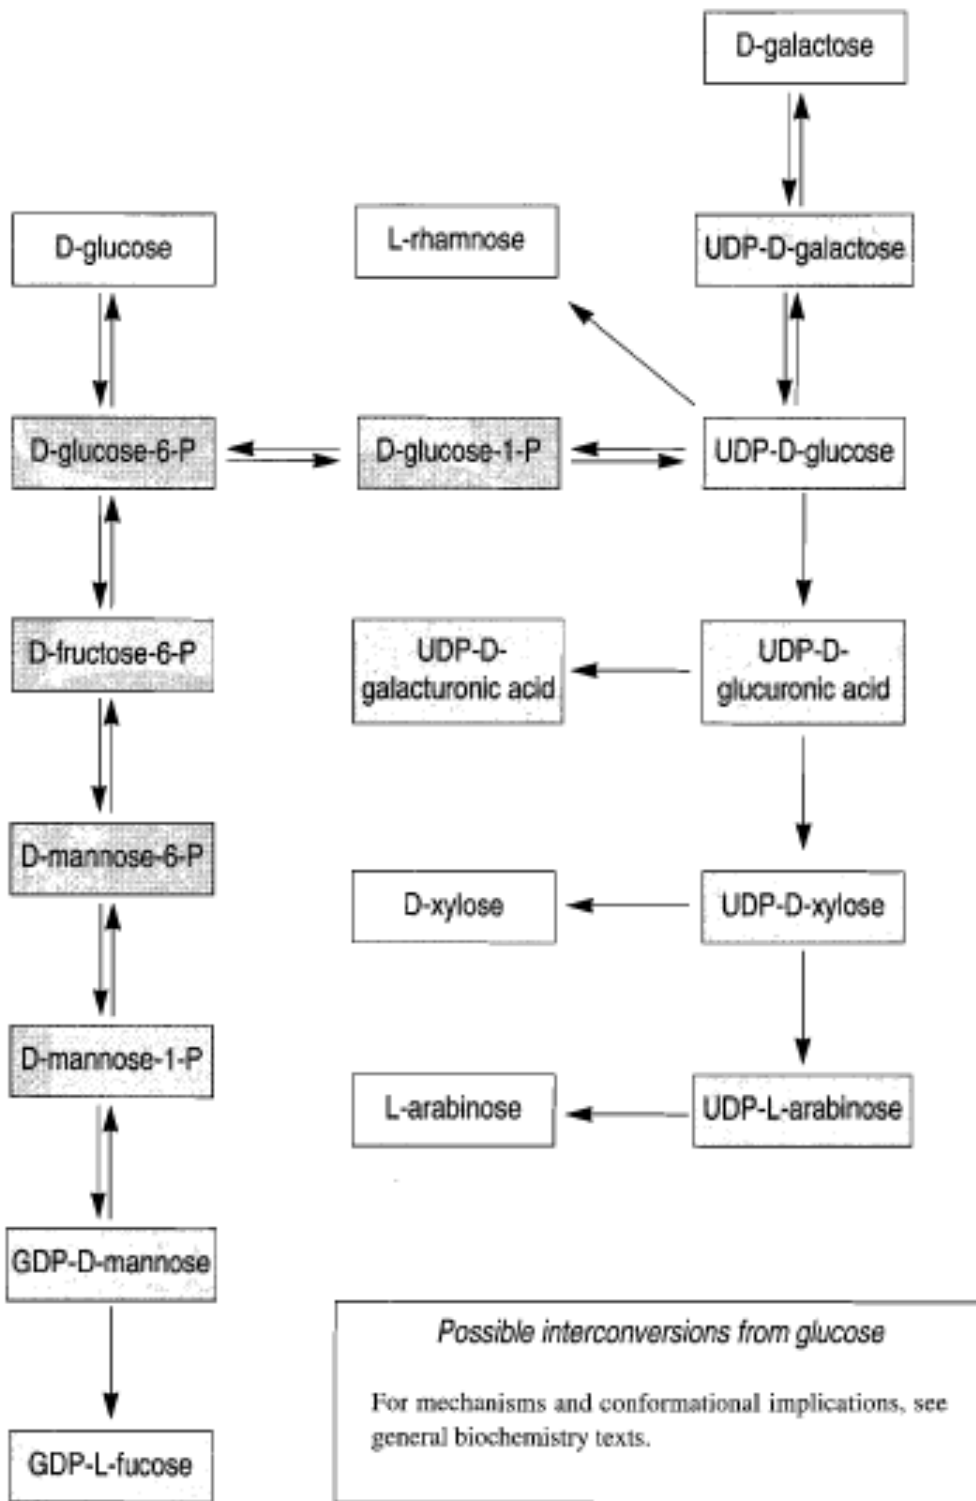 D-galactose
D-glucose
L-rhamnose
UDP-D-galactose
D-glucose-6-P
D-glucose-1-P
UDP-D-glucose
D-fructose-6-P
UDP-D-
galacturonic acid
UDP-D-
glucuronic acid
D-mannose-6-P
D-xylose
UDP-D-xylose
D-mannose-1-P
L-arabinose
UDP-L-arabinose
GDP-D-mannose
GDP-L-fucose
Possible interconversions from glucose
For mechanisms and conformational implications, see
general biochemistry texts.